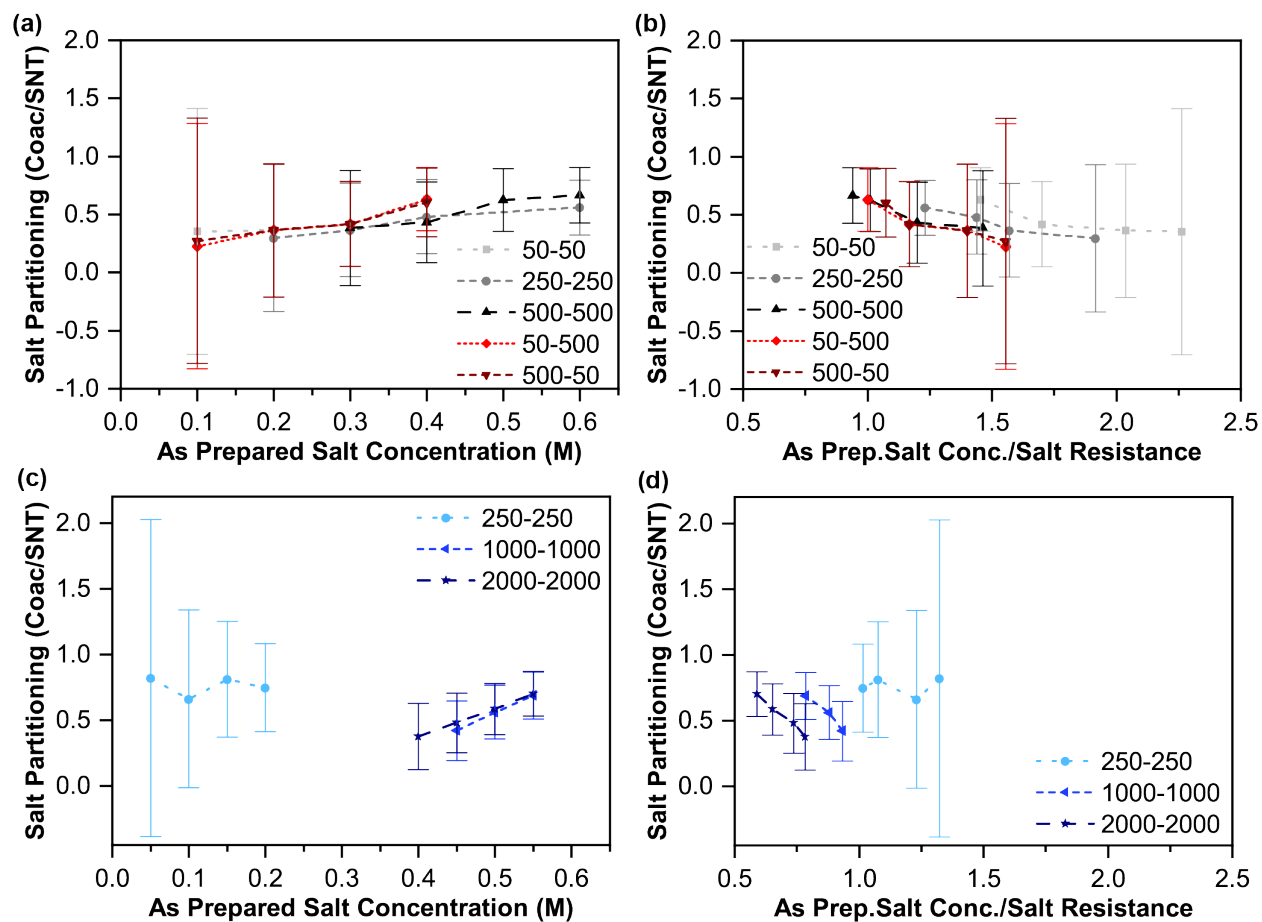 (a)
2.0
1.5
1.0
0.5
0.0
-0.5
-1.0
Salt Partitioning (Coac/SNT)
50-50
250-250
500-500
50-500
500-50
0.0 0.1 0.2 0.3 0.4 0.5 0.6
As Prepared Salt Concentration (M)
(b)
2.0
1.5
1.0
0.5
0.0
-0.5
-1.0
Salt Partitioning (Coac/SNT)
50-50
250-250
500-500
50-500
500-50
0.5 1.0 1.5 2.0 2.5
As Prep.Salt Conc./Salt Resistance
(c)
2.0
1.5
1.0
0.5
0.0
Salt Partitioning (Coac/SNT)
250-250
1000-1000
2000-2000
0.0 0.1 0.2 0.3 0.4 0.5 0.6
As Prepared Salt Concentration (M)
(d)
2.0
1.5
1.0
0.5
0.0
Salt Partitioning (Coac/SNT)
250-250
1000-1000
2000-2000
0.5 1.0 1.5 2.0 2.5
As Prep.Salt Conc./Salt Resistance